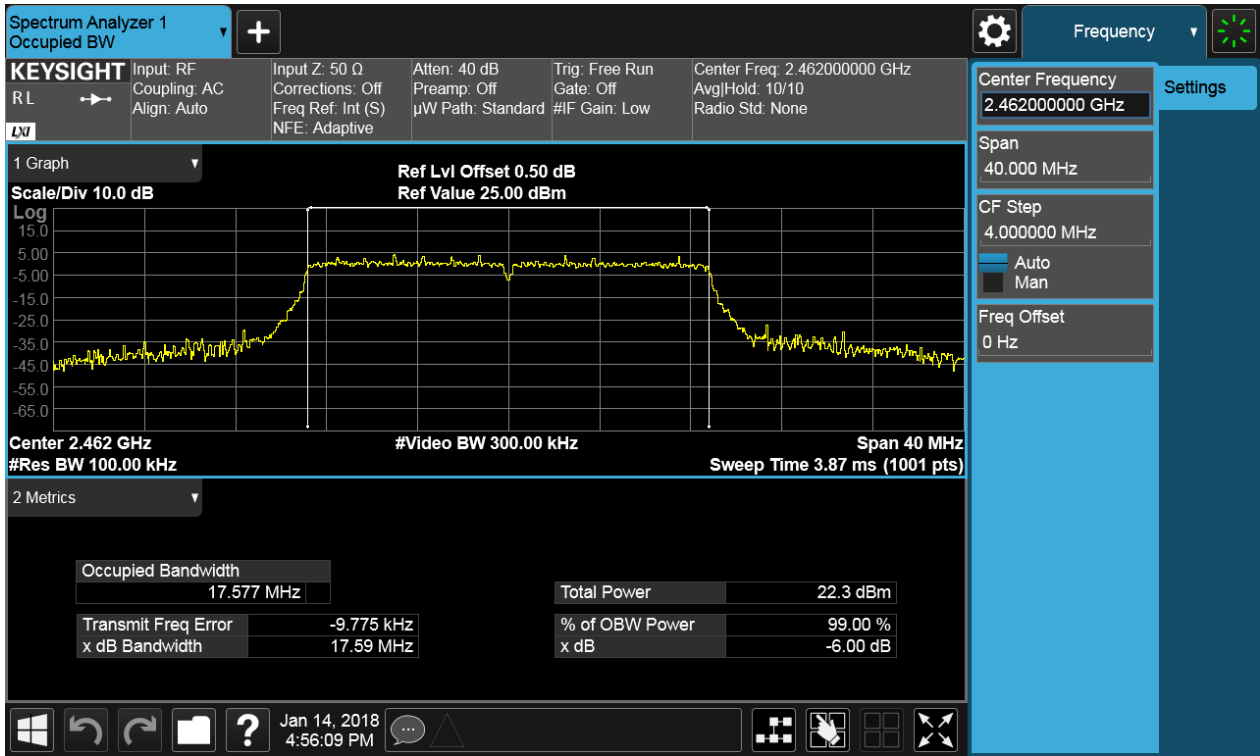 Spectrum Analyzer 1
Occupied BW
Frequency
KEYSIGHT
R L
LXI
Input: RF
Coupling: AC
Align: Auto
Input Z: 50 Ω
Corrections: Off
Freq Ref: Int (S)
NFE: Adaptive
Atten: 40 dB
Preamp: Off
µW Path: Standard
Trig: Free Run
Gate: Off
#IF Gain: Low
Center Freq: 2.462000000 GHz
Avg|Hold: 10/10
Radio Std: None
Center Frequency
2.462000000 GHz
Settings
Span
40.000 MHz
CF Step
4.000000 MHz
Auto
Man
Freq Offset
0 Hz
1 Graph
Scale/Div 10.0 dB
Ref Lvl Offset 0.50 dB
Ref Value 25.00 dBm
Log
15.0
5.00
-5.00
-15.0
-25.0
-35.0
-45.0
-55.0
-65.0
Center 2.462 GHz
#Video BW 300.00 kHz
Span 40 MHz
#Res BW 100.00 kHz
Sweep Time 3.87 ms (1001 pts)
2 Metrics
Occupied Bandwidth
17.577 MHz
Total Power 22.3 dBm
Transmit Freq Error -9.775 kHz
% of OBW Power 99.00 %
x dB Bandwidth 17.59 MHz
x dB -6.00 dB
Jan 14, 2018
4:56:09 PM